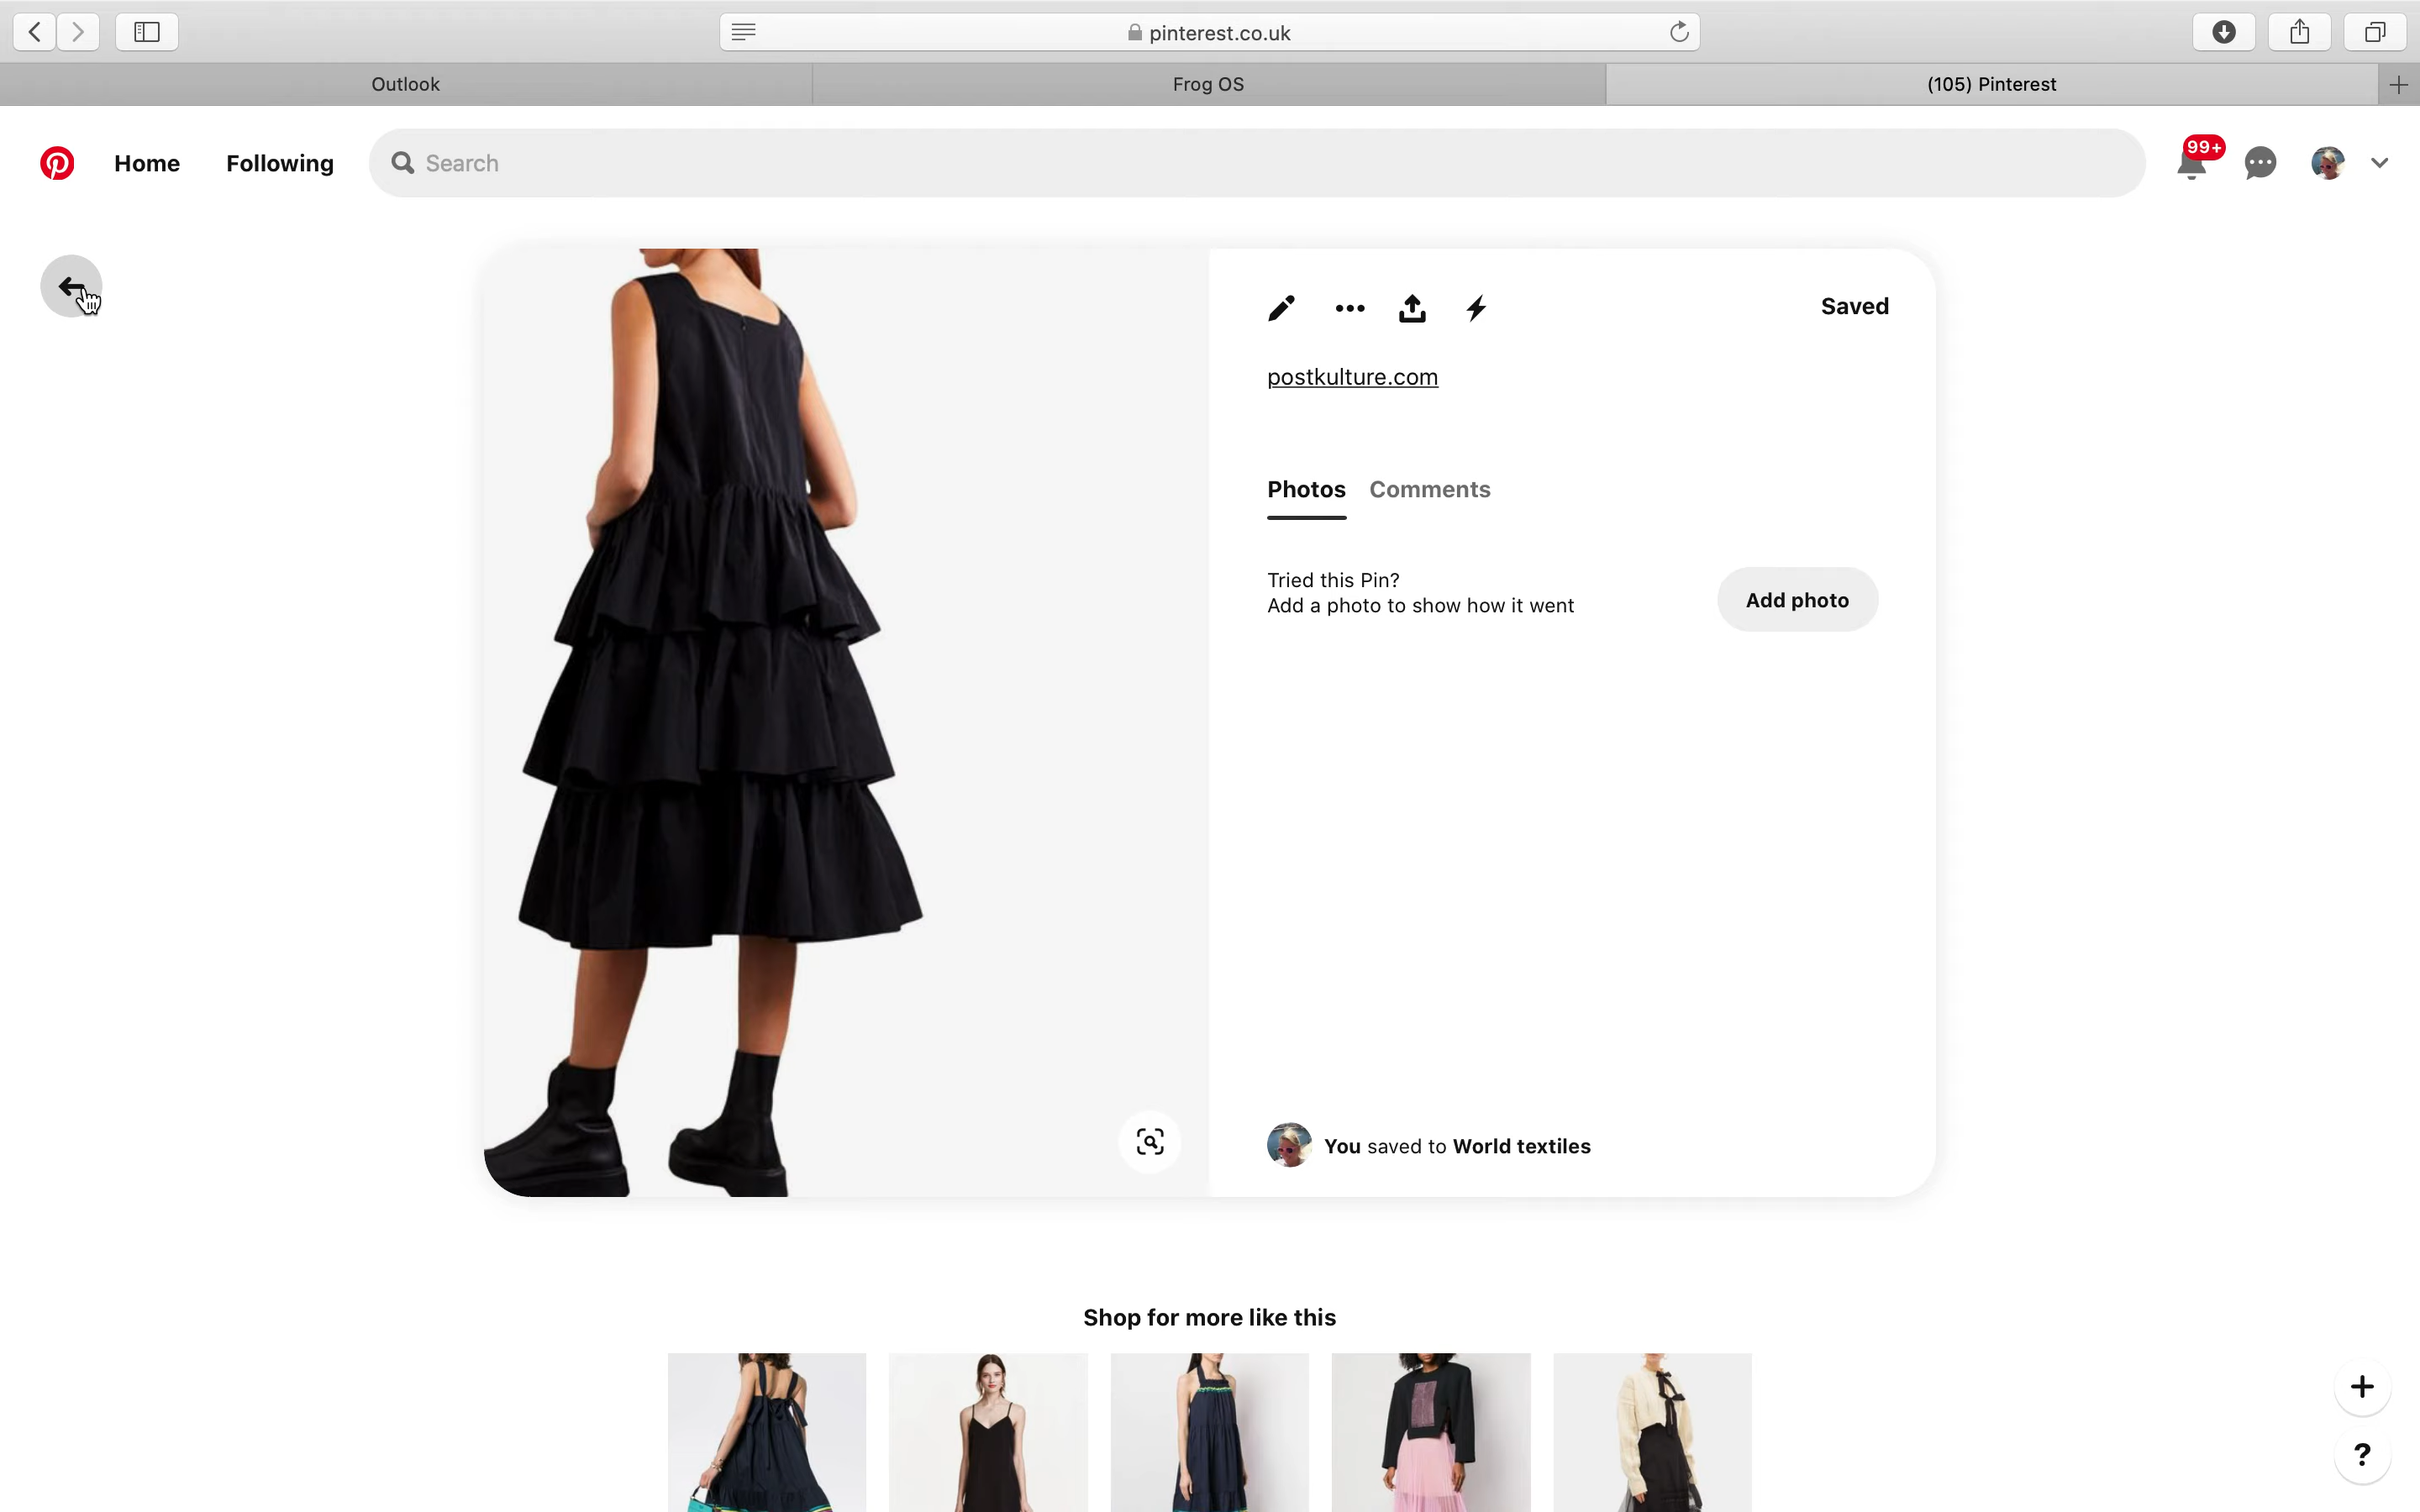 pinterest.co.uk
Outlook
Frog OS
(105) Pinterest
Home
Following
Search
99+
Saved
postkulture.com
Photos
Comments
Tried this Pin?
Add a photo to show how it went
Add photo
You saved to World textiles
Shop for more like this
?